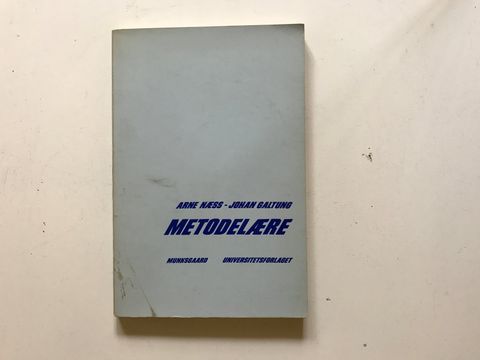 ARNE NÆSS - JOHAN GALTUNG
METODELÆRE
MUNKSGAARD UNIVERSITETSFORLAGET